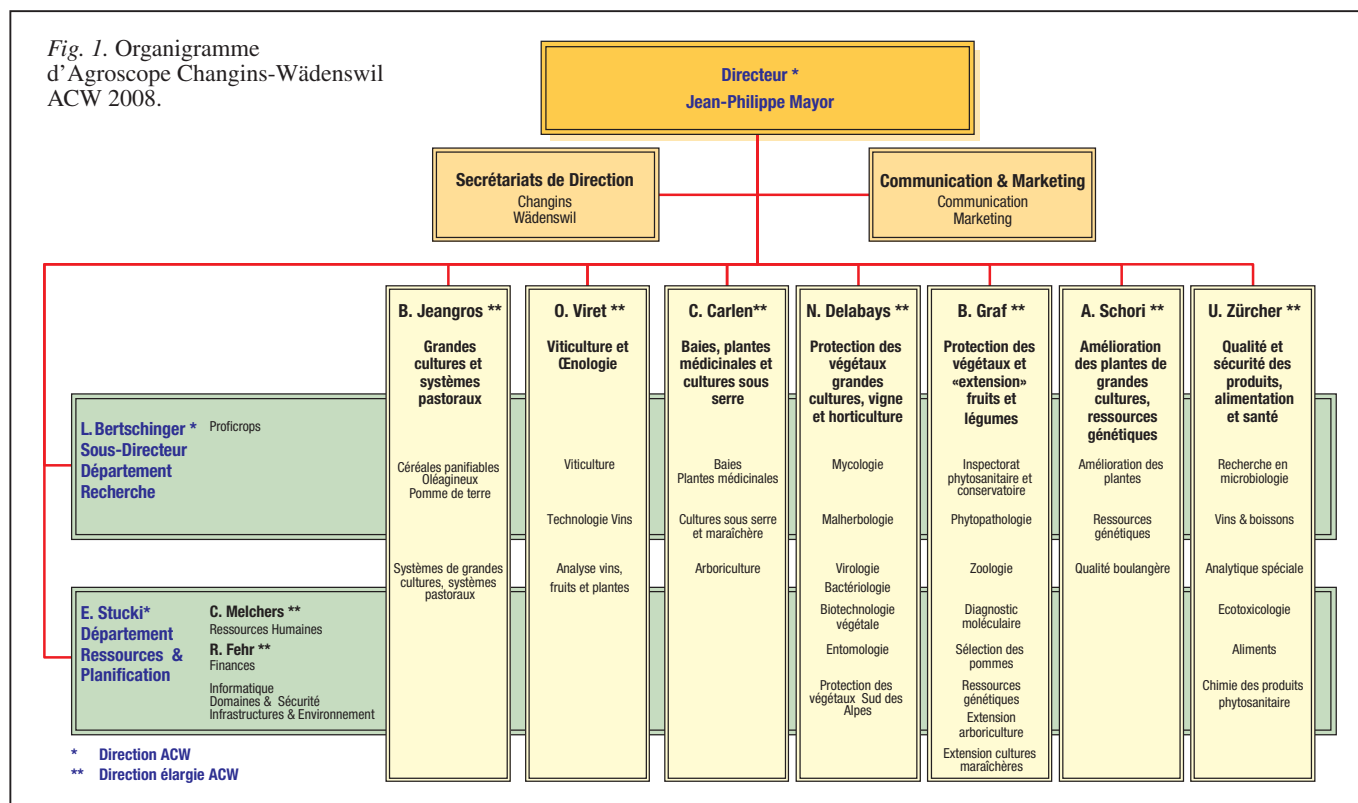 Fig. 1. Organigramme
d'Agroscope Changins-Wädenswil
ACW 2008.
Directeur *
Jean-Philippe Mayor
Secrétariats de Direction
Changins
Wädenswil
Communication & Marketing
Communication
Marketing
L. Bertschinger *
Sous-Directeur
Département
Recherche
Proficrops
E. Stucki*
Département
Ressources &
Planification
C. Melchers **
Ressources Humaines
R. Fehr **
Finances
Informatique
Domaines & Sécurité
Infrastructures & Environnement
B. Jeangros **
Grandes
cultures et
systèmes
pastoraux
Céréales panifiables
Oléagineux
Pomme de terre
Systèmes de grandes
cultures, systèmes
pastoraux
O. Viret **
Viticulture et
Œnologie
Viticulture
Technologie Vins
Analyse vins,
fruits et plantes
C. Carlen**
Baies, plantes
médicinales et
cultures sous
serre
Baies
Plantes médicinales
Cultures sous serre
et maraîchère
Arboriculture
N. Delabays **
Protection des
végétaux
grandes
cultures, vigne
et horticulture
Mycologie
Malherbologie
Virologie
Bactériologie
Biotechnologie
végétale
Entomologie
Protection des
végétaux Sud des
Alpes
B. Graf **
Protection des
végétaux et
«extension»
fruits et
légumes
Inspectorat
phytosanitaire et
conservatoire
Phytopathologie
Zoologie
Diagnostic
moléculaire
Sélection des
pommes
Ressources
génétiques
Extension
arboriculture
Extension cultures
maraîchères
A. Schori **
Amélioration
des plantes de
grandes
cultures,
ressources
génétiques
Amélioration des
plantes
Ressources
génétiques
Qualité boulangère
U. Zürcher **
Qualité et
sécurité des
produits,
alimentation
et santé
Recherche en
microbiologie
Vins & boissons
Analytique spéciale
Ecotoxicologie
Aliments
Chimie des produits
phytosanitaire
* Direction ACW
** Direction élargie ACW